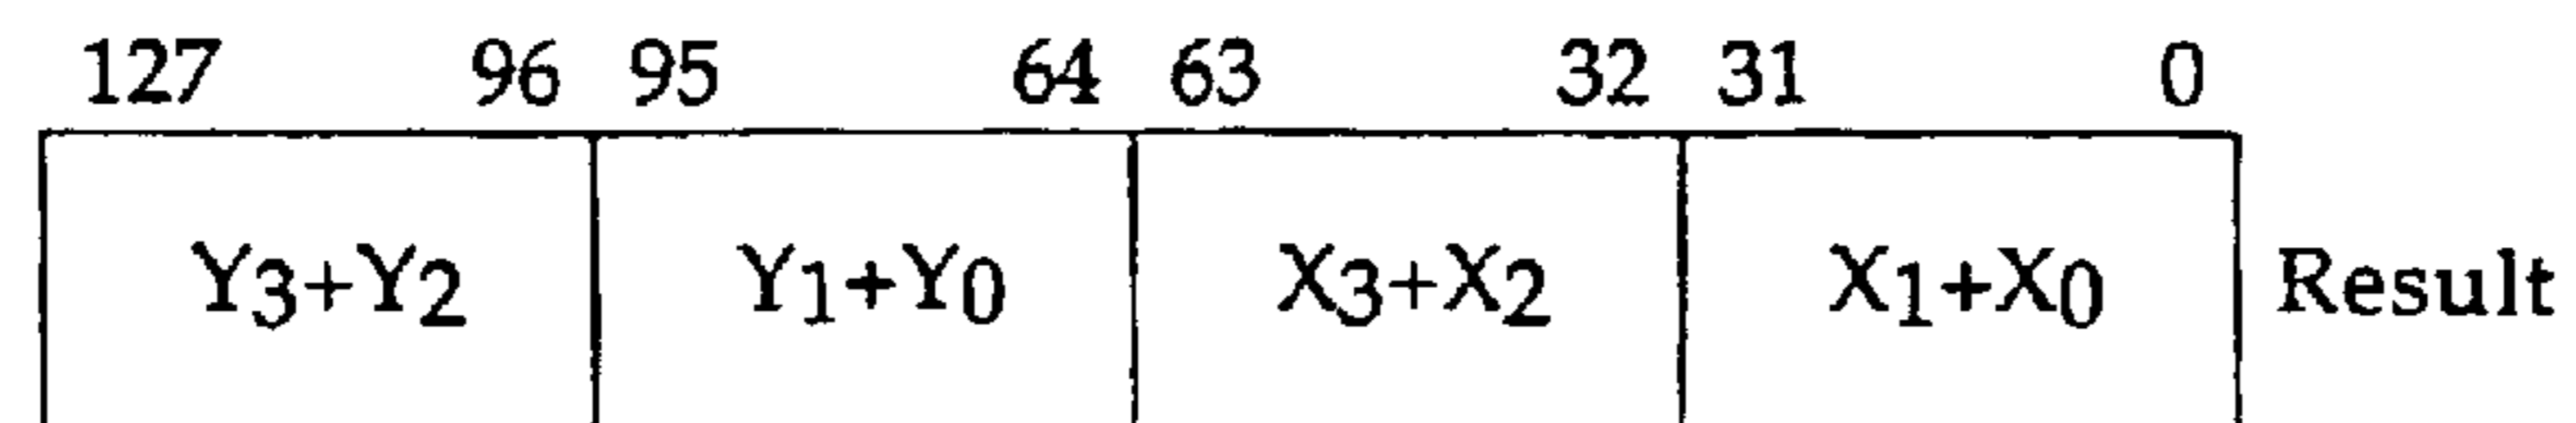 127 96 95 64 63 32 31 0
Y3+Y2 Y1+Y0 X3+X2 X1+X0 Result